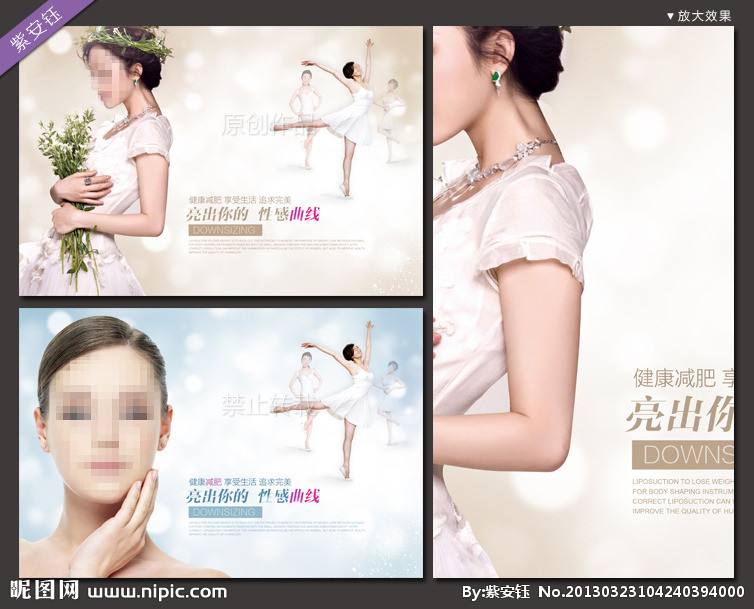 紫安钰
▼放大效果
原创作品
健康减肥 享受生活 追求完美
亮出你的 性感曲线
DOWNSIZING
健康减肥 享
亮出你
DOWNS
LIPOSUCTION TO LOSE WEIGH
FOR BODY SHAPING INSTRUM
CORRECT LIPOSUCTION CAN
IMPROVE THE QUALITY OF HU
禁止转载
健康减肥 享受生活 追求完美
亮出你的 性感曲线
DOWNSIZING
昵图网 www.nipic.com
By:紫安钰 No.20130323104240394000